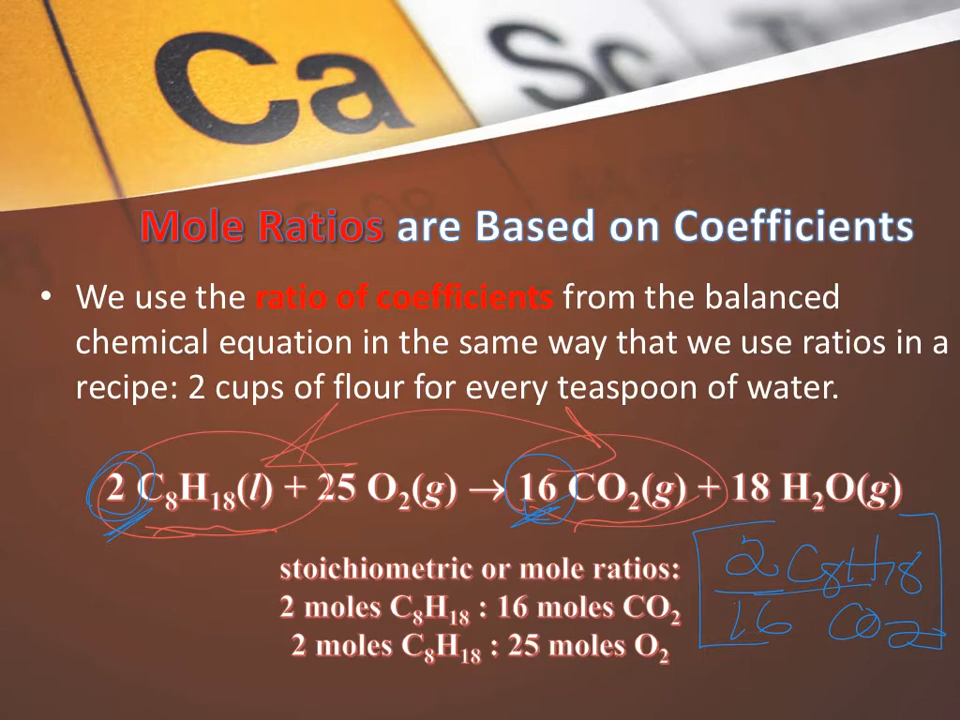 Ca Sc
Mole Ratios are Based on Coefficients
• We use the ratio of coefficients from the balanced
chemical equation in the same way that we use ratios in a
recipe: 2 cups of flour for every teaspoon of water.
2 C₈H₁₈(l) + 25 O₂(g) → 16 CO₂(g) + 18 H₂O(g)
stoichiometric or mole ratios:
2 moles C₈H₁₈ : 16 moles CO₂
2 moles C₈H₁₈ : 25 moles O₂
2 C8H18
16 CO2